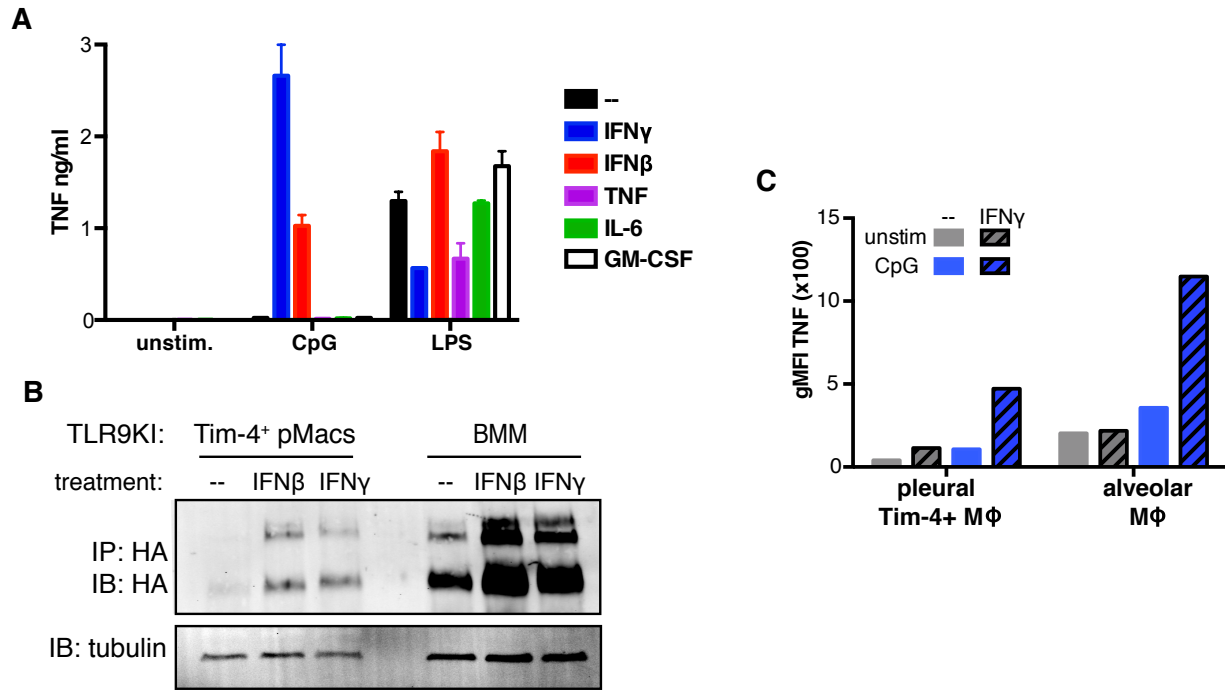 A
3
2
1
0
TNF ng/ml
unstim.
CpG
LPS
--
IFNγ
IFNβ
TNF
IL-6
GM-CSF
B
TLR9KI:
Tim-4⁺ pMacs
BMM
treatment:
-- IFNβ IFNγ
-- IFNβ IFNγ
IP: HA
IB: HA
IB: tubulin
C
-- IFNγ
unstim
CpG
15
10
5
0
gMFI TNF (x100)
pleural
Tim-4+ MΦ
alveolar
MΦ